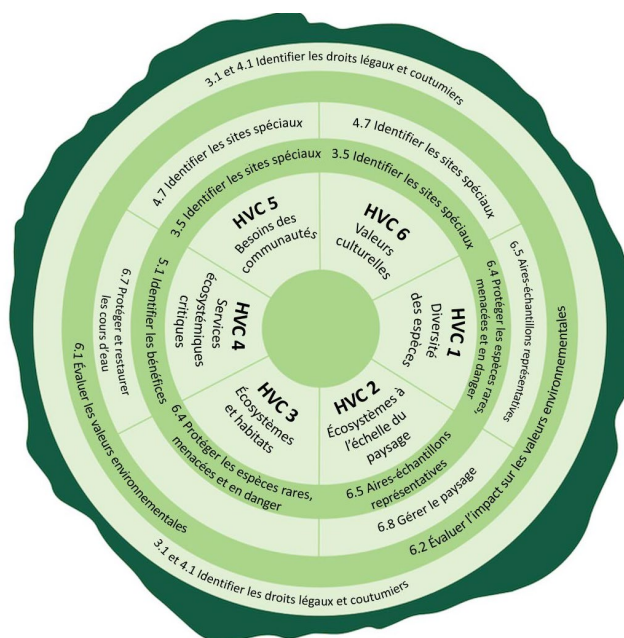 3.1 et 4.1 Identifier les droits légaux et coutumiers
4.7 Identifier les sites spéciaux
4.7 Identifier les sites spéciaux
3.5 Identifier les sites spéciaux
3.5 Identifier les sites spéciaux
HVC 5
Besoins des
communautés
HVC 6
Valeurs
culturelles
6.5 Aires-échantillons représentatives
6.4 Protéger les espèces rares,
menacées et en danger
HVC 1
Diversité
des espèces
5.1 Identifier les bénéfices
6.7 Protéger et restaurer
les cours d'eau
HVC 4
Services
écosystémiques
critiques
HVC 3
Écosystèmes
et habitats
HVC 2
Écosystèmes à
l'échelle du
paysage
6.4 Protéger les espèces rares,
menacées et en danger
6.5 Aires-échantillons
représentatives
6.8 Gérer le paysage
6.1 Évaluer les valeurs environnementales
6.2 Évaluer l'impact sur les valeurs environnementales
3.1 et 4.1 Identifier les droits légaux et coutumiers